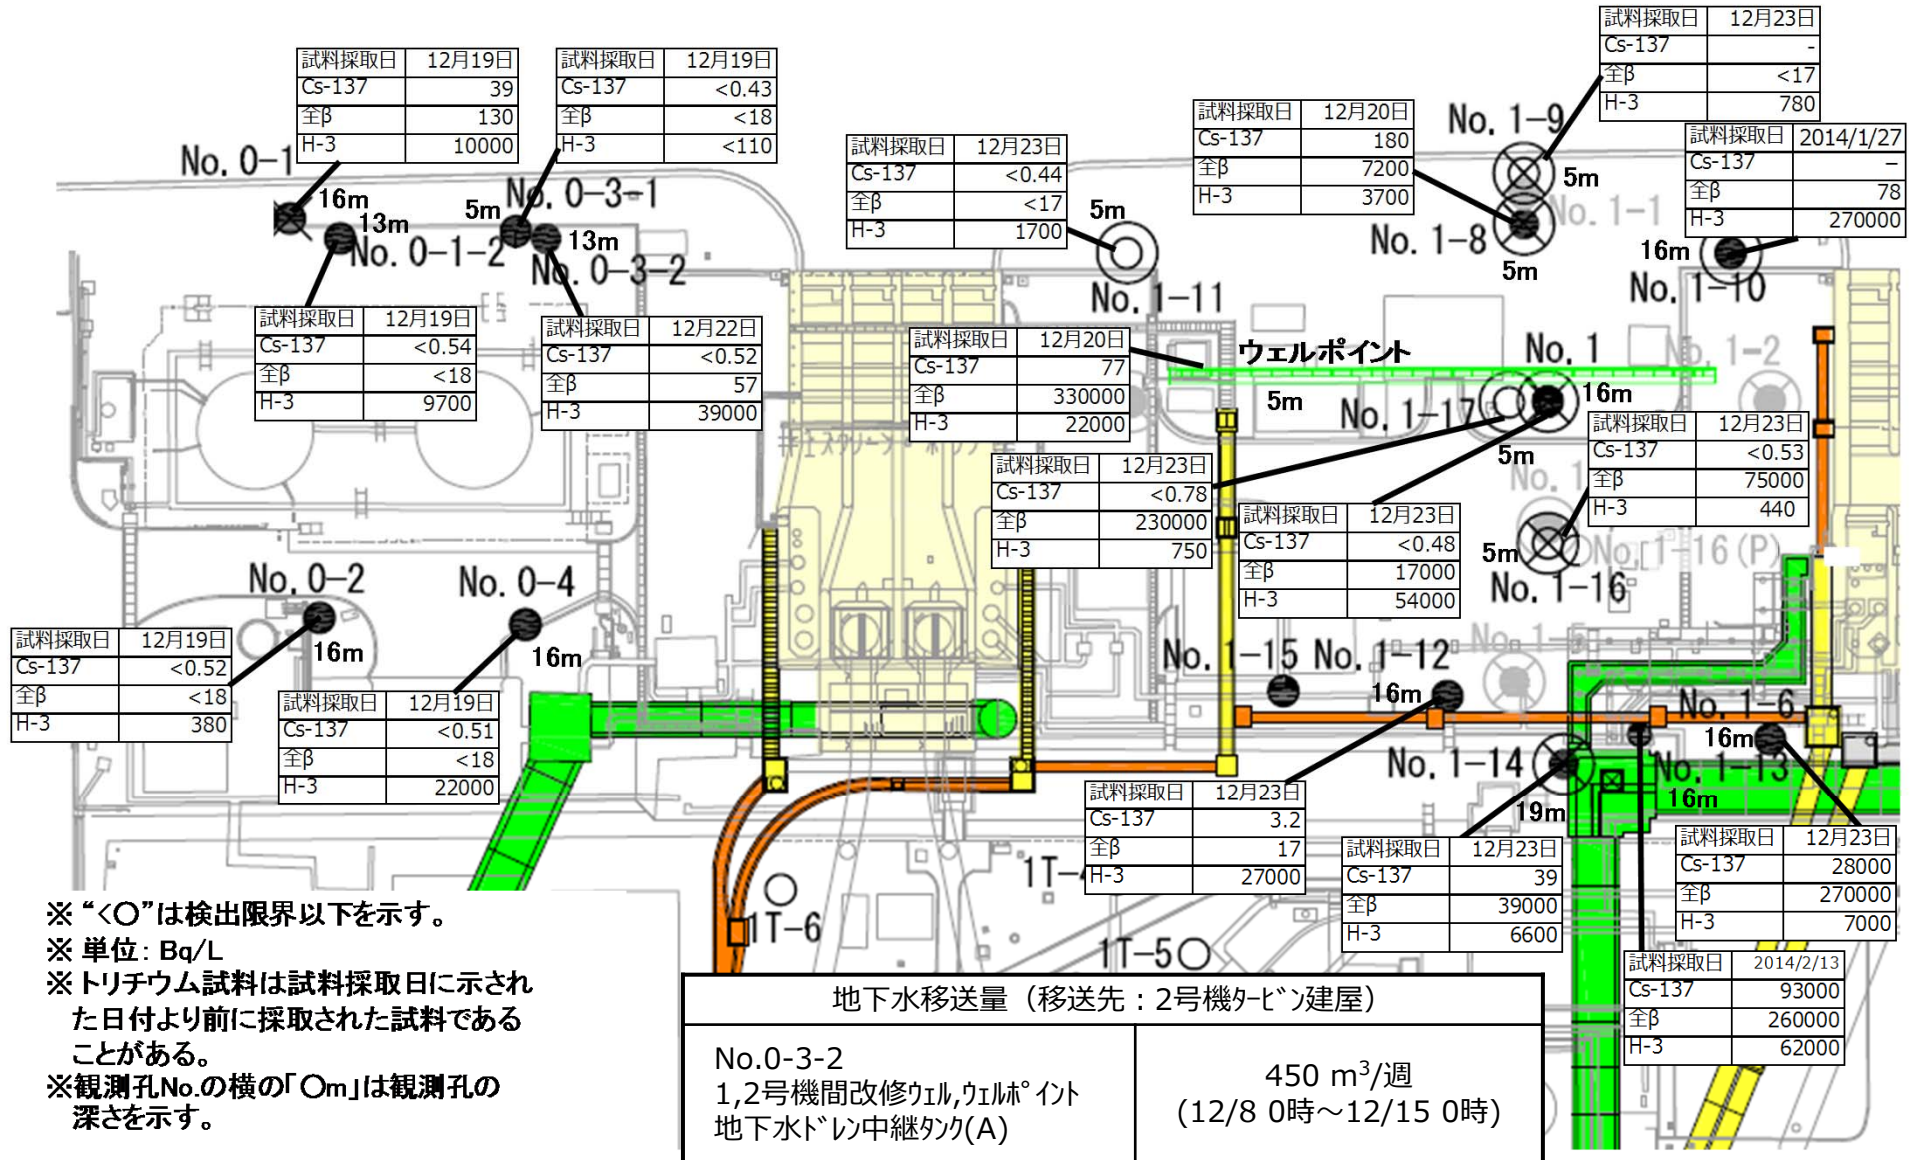 試料採取日 12月19日
Cs-137 39
全β 130
H-3 10000
試料採取日 12月19日
Cs-137 <0.43
全β <18
H-3 <110
試料採取日 12月23日
Cs-137 -
全β <17
H-3 780
試料採取日 12月23日
Cs-137 <0.44
全β <17
H-3 1700
試料採取日 12月20日
Cs-137 180
全β 7200
H-3 3700
試料採取日 2014/1/27
Cs-137 −
全β 78
H-3 270000
No. 0-1
16m
13m
No. 0-1-2
5m
No. 0-3-1
13m
No. 0-3-2
5m
No. 1-11
No. 1-9
5m
No. 1-1
No. 1-8
5m
16m
No. 1-10
試料採取日 12月19日
Cs-137 <0.54
全β <18
H-3 9700
試料採取日 12月22日
Cs-137 <0.52
全β 57
H-3 39000
試料採取日 12月20日
Cs-137 77
全β 330000
H-3 22000
ウェルポイント
5m
No. 1
16m
No. 1-2
No. 1-17
5m
試料採取日 12月23日
Cs-137 <0.53
全β 75000
H-3 440
試料採取日 12月23日
Cs-137 <0.78
全β 230000
H-3 750
試料採取日 12月23日
Cs-137 <0.48
全β 17000
H-3 54000
5m
No. 1-16(P)
No. 1-16
No. 0-2
16m
No. 0-4
16m
試料採取日 12月19日
Cs-137 <0.52
全β <18
H-3 380
試料採取日 12月19日
Cs-137 <0.51
全β <18
H-3 22000
No. 1-15
No. 1-12
16m
No. 1-5
No. 1-6
16m
No. 1-14
19m
No. 1-13
16m
試料採取日 12月23日
Cs-137 3.2
全β 17
H-3 27000
試料採取日 12月23日
Cs-137 39
全β 39000
H-3 6600
試料採取日 12月23日
Cs-137 28000
全β 270000
H-3 7000
試料採取日 2014/2/13
Cs-137 93000
全β 260000
H-3 62000
1T-6
1T-5
※ “<〇”は検出限界以下を示す。
※ 単位: Bq/L
※ トリチウム試料は試料採取日に示され
た日付より前に採取された試料である
ことがある。
※観測孔No.の横の「〇m」は観測孔の
深さを示す。
地下水移送量（移送先：2号機ﾀｰﾋﾞﾝ建屋）
No.0-3-2
1,2号機間改修ｳｪﾙ,ｳｪﾙﾎﾟｲﾝﾄ
地下水ﾄﾞﾚﾝ中継ﾀﾝｸ(A)
450 m³/週
(12/8 0時～12/15 0時)